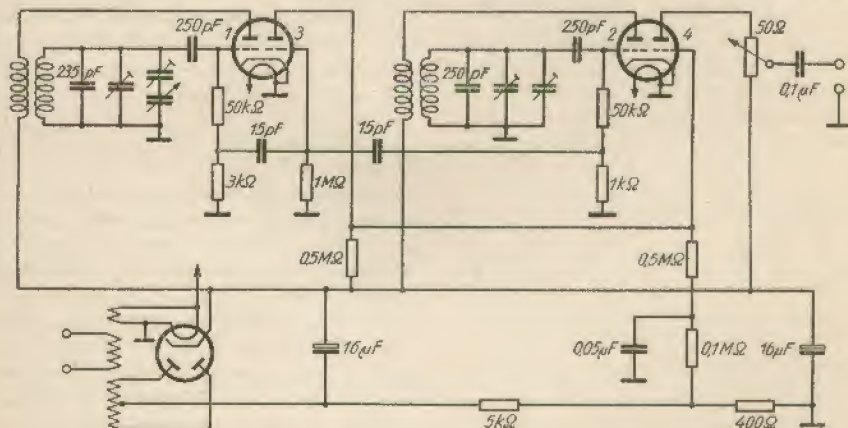 250pF
1
3
250pF
2
4
50Ω
235pF
250pF
0,1µF
50kΩ
50kΩ
15pF
15pF
3kΩ
1MΩ
1kΩ
0,5MΩ
0,5MΩ
16µF
0,05µF
0,1MΩ
16µF
5kΩ
400Ω